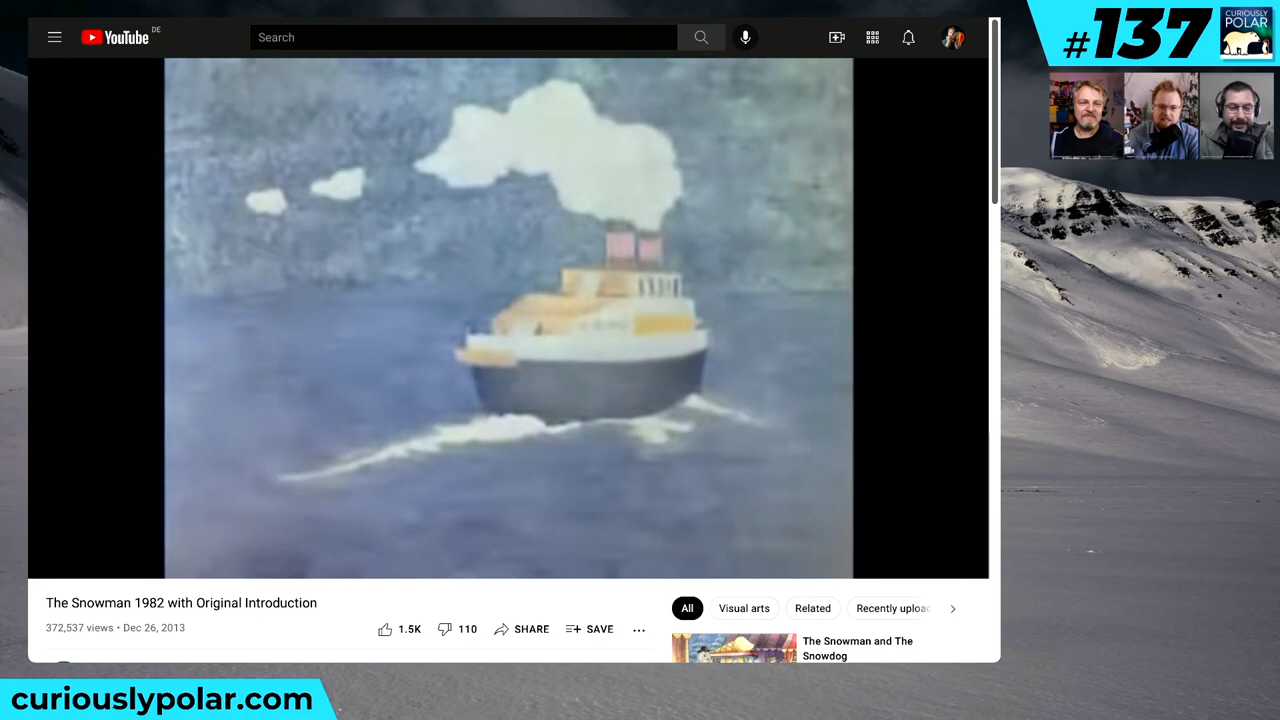 YouTube DE
Search
#137
CURIOUSLY
POLAR
The Snowman 1982 with Original Introduction
372,537 views • Dec 26, 2013
1.5K
110
SHARE
SAVE
All
Visual arts
Related
Recently uploa
The Snowman and The
Snowdog
curiouslypolar.com